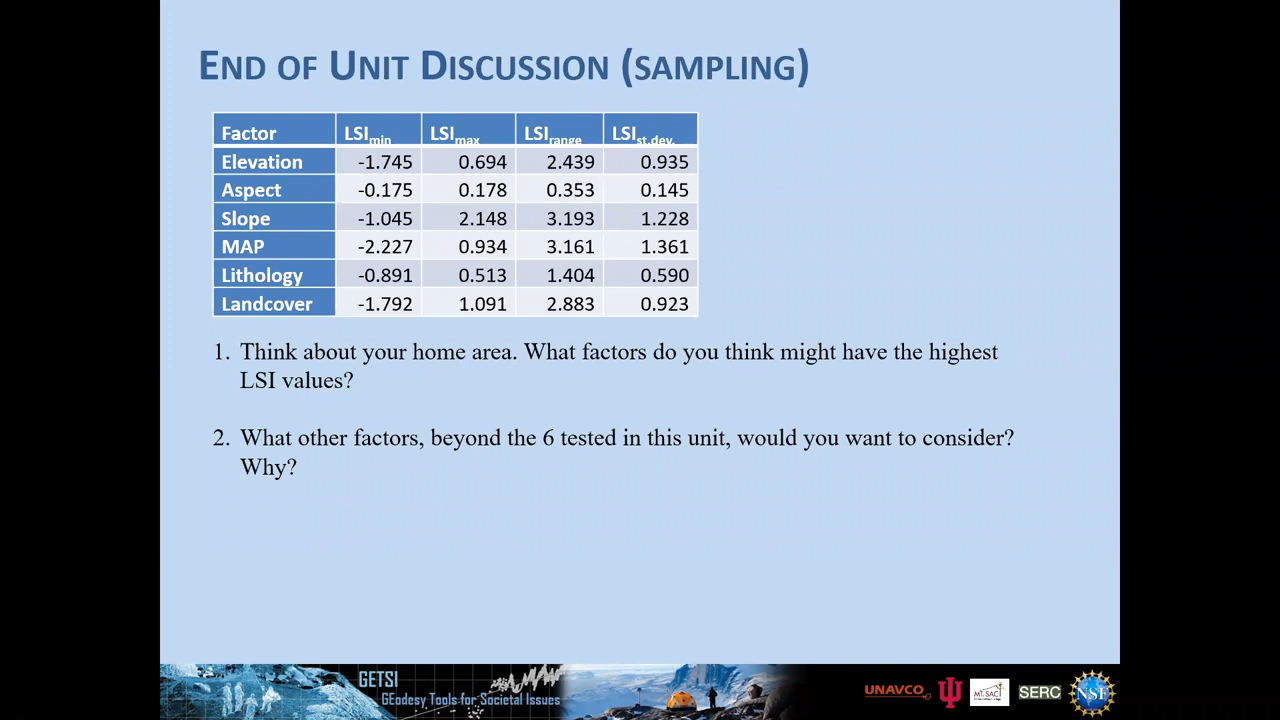 END OF UNIT DISCUSSION (SAMPLING)
Factor LSImin LSImax LSIrange LSIst.dev.
Elevation -1.745 0.694 2.439 0.935
Aspect -0.175 0.178 0.353 0.145
Slope -1.045 2.148 3.193 1.228
MAP -2.227 0.934 3.161 1.361
Lithology -0.891 0.513 1.404 0.590
Landcover -1.792 1.091 2.883 0.923
1. Think about your home area. What factors do you think might have the highest
LSI values?
2. What other factors, beyond the 6 tested in this unit, would you want to consider?
Why?
GETSI
GEodesy Tools for Societal Issues
UNAVCO MT. SAC SERC NSF